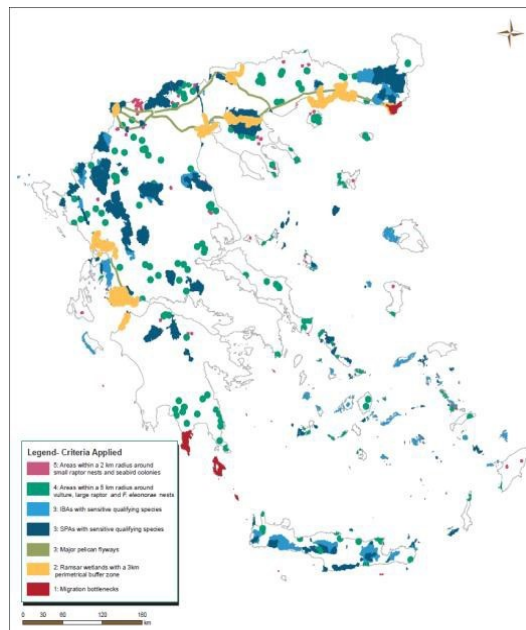 Legend- Criteria Applied
5: Areas within a 2 km radius around
small raptor nests and seabird colonies
4: Areas within a 5 km radius around
vulture, large raptor and F. eleonorae nests
3: IBAs with sensitive qualifying species
3: SPAs with sensitive qualifying species
3: Major pelican flyways
2: Ramsar wetlands with a 3km
perimetrical buffer zone
1: Migration bottlenecks
0 30 60 120 180
km